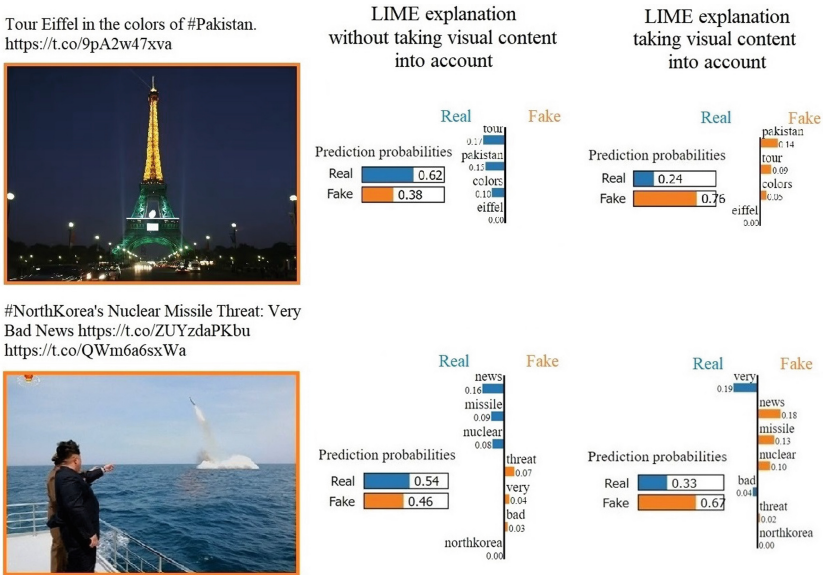 Tour Eiffel in the colors of #Pakistan.
https://t.co/9pA2w47xva
LIME explanation
without taking visual content
into account
LIME explanation
taking visual content
into account
Real Fake
tour
0.17
pakistan
0.15
colors
0.10
eiffel
0.00
Prediction probabilities
Real 0.62
Fake 0.38
Real Fake
pakistan
0.14
tour
0.09
colors
0.05
eiffel
0.00
Prediction probabilities
Real 0.24
Fake 0.76
#NorthKorea's Nuclear Missile Threat: Very
Bad News https://t.co/ZUYzdaPKbu
https://t.co/QWm6a6sxWa
Real Fake
news
0.16
missile
0.09
nuclear
0.08
threat
0.07
very
0.04
bad
0.03
northkorea
0.00
Prediction probabilities
Real 0.54
Fake 0.46
Real Fake
very
0.19
news
0.18
missile
0.13
nuclear
0.10
bad
0.04
threat
0.02
northkorea
0.00
Prediction probabilities
Real 0.33
Fake 0.67